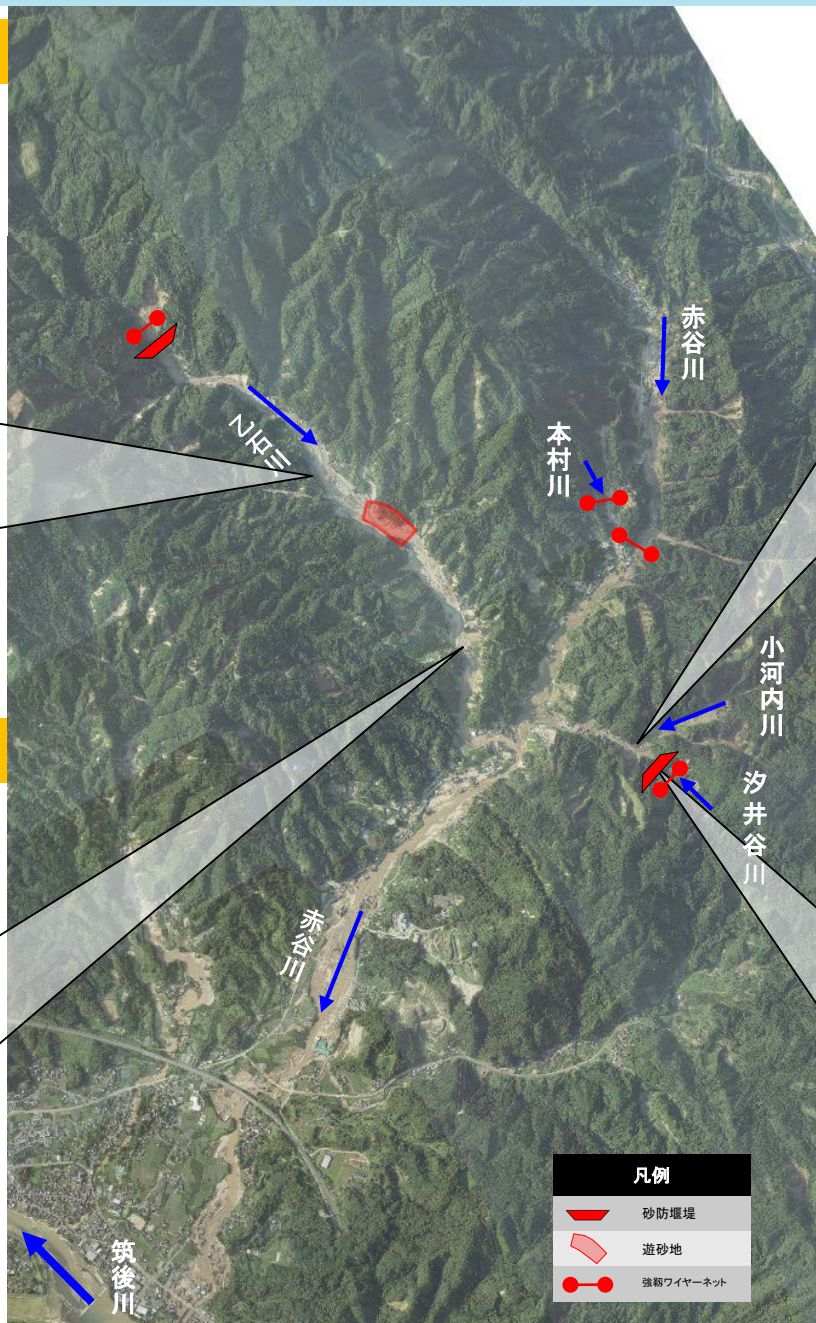 赤谷川
乙石川
本村川
小河内川
汐井谷川
赤谷川
筑後川
凡例
砂防堰堤
遊砂地
強靭ワイヤーネット